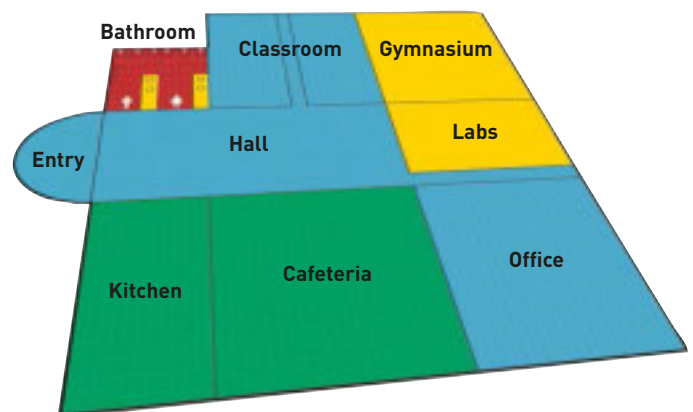 Bathroom
Classroom
Gymnasium
Entry
Hall
Labs
Kitchen
Cafeteria
Office